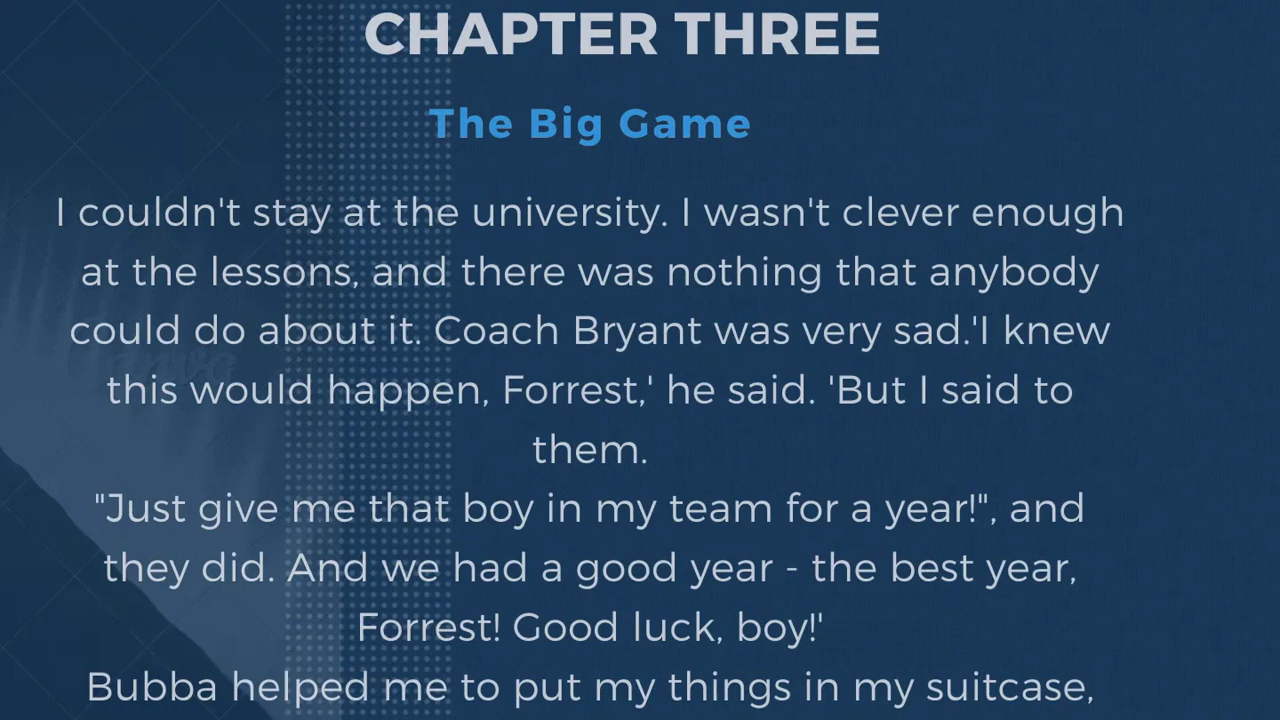 CHAPTER THREE
The Big Game
I couldn't stay at the university. I wasn't clever enough
at the lessons, and there was nothing that anybody
could do about it. Coach Bryant was very sad.'I knew
this would happen, Forrest,' he said. 'But I said to
them.
"Just give me that boy in my team for a year!", and
they did. And we had a good year - the best year,
Forrest! Good luck, boy!'
Bubba helped me to put my things in my suitcase,